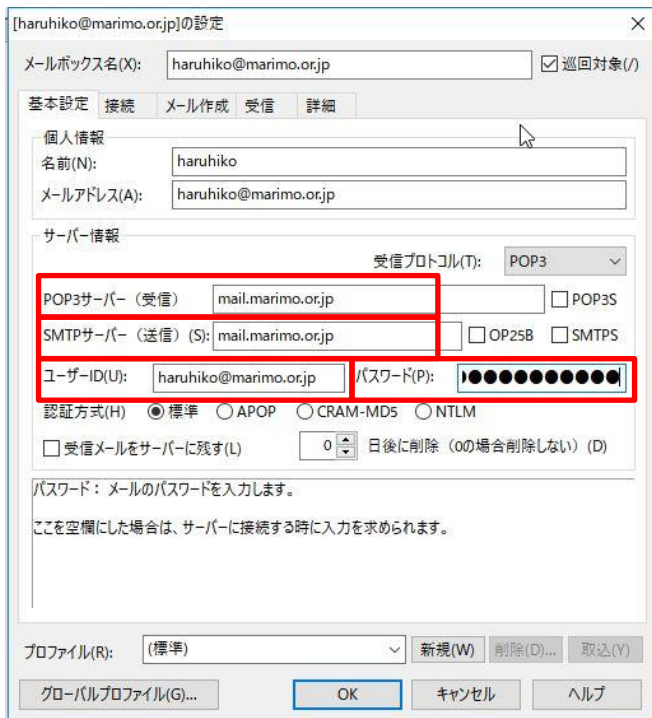 [haruhiko@marimo.or.jp]の設定
メールボックス名(X): haruhiko@marimo.or.jp 巡回対象(/)
基本設定 接続 メール作成 受信 詳細
個人情報
名前(N): haruhiko
メールアドレス(A): haruhiko@marimo.or.jp
サーバー情報
受信プロトコル(T): POP3
POP3サーバー（受信） mail.marimo.or.jp POP3S
SMTPサーバー（送信）(S): mail.marimo.or.jp OP25B SMTPS
ユーザーID(U): haruhiko@marimo.or.jp パスワード(P): ●●●●●●●●●●●
認証方式(H) 標準 APOP CRAM-MD5 NTLM
受信メールをサーバーに残す(L) 0 日後に削除（0の場合削除しない）(D)
パスワード： メールのパスワードを入力します。
ここを空欄にした場合は、サーバーに接続する時に入力を求められます。
プロファイル(R): (標準) 新規(W) 削除(D)... 取込(Y)
グローバルプロファイル(G)... OK キャンセル ヘルプ